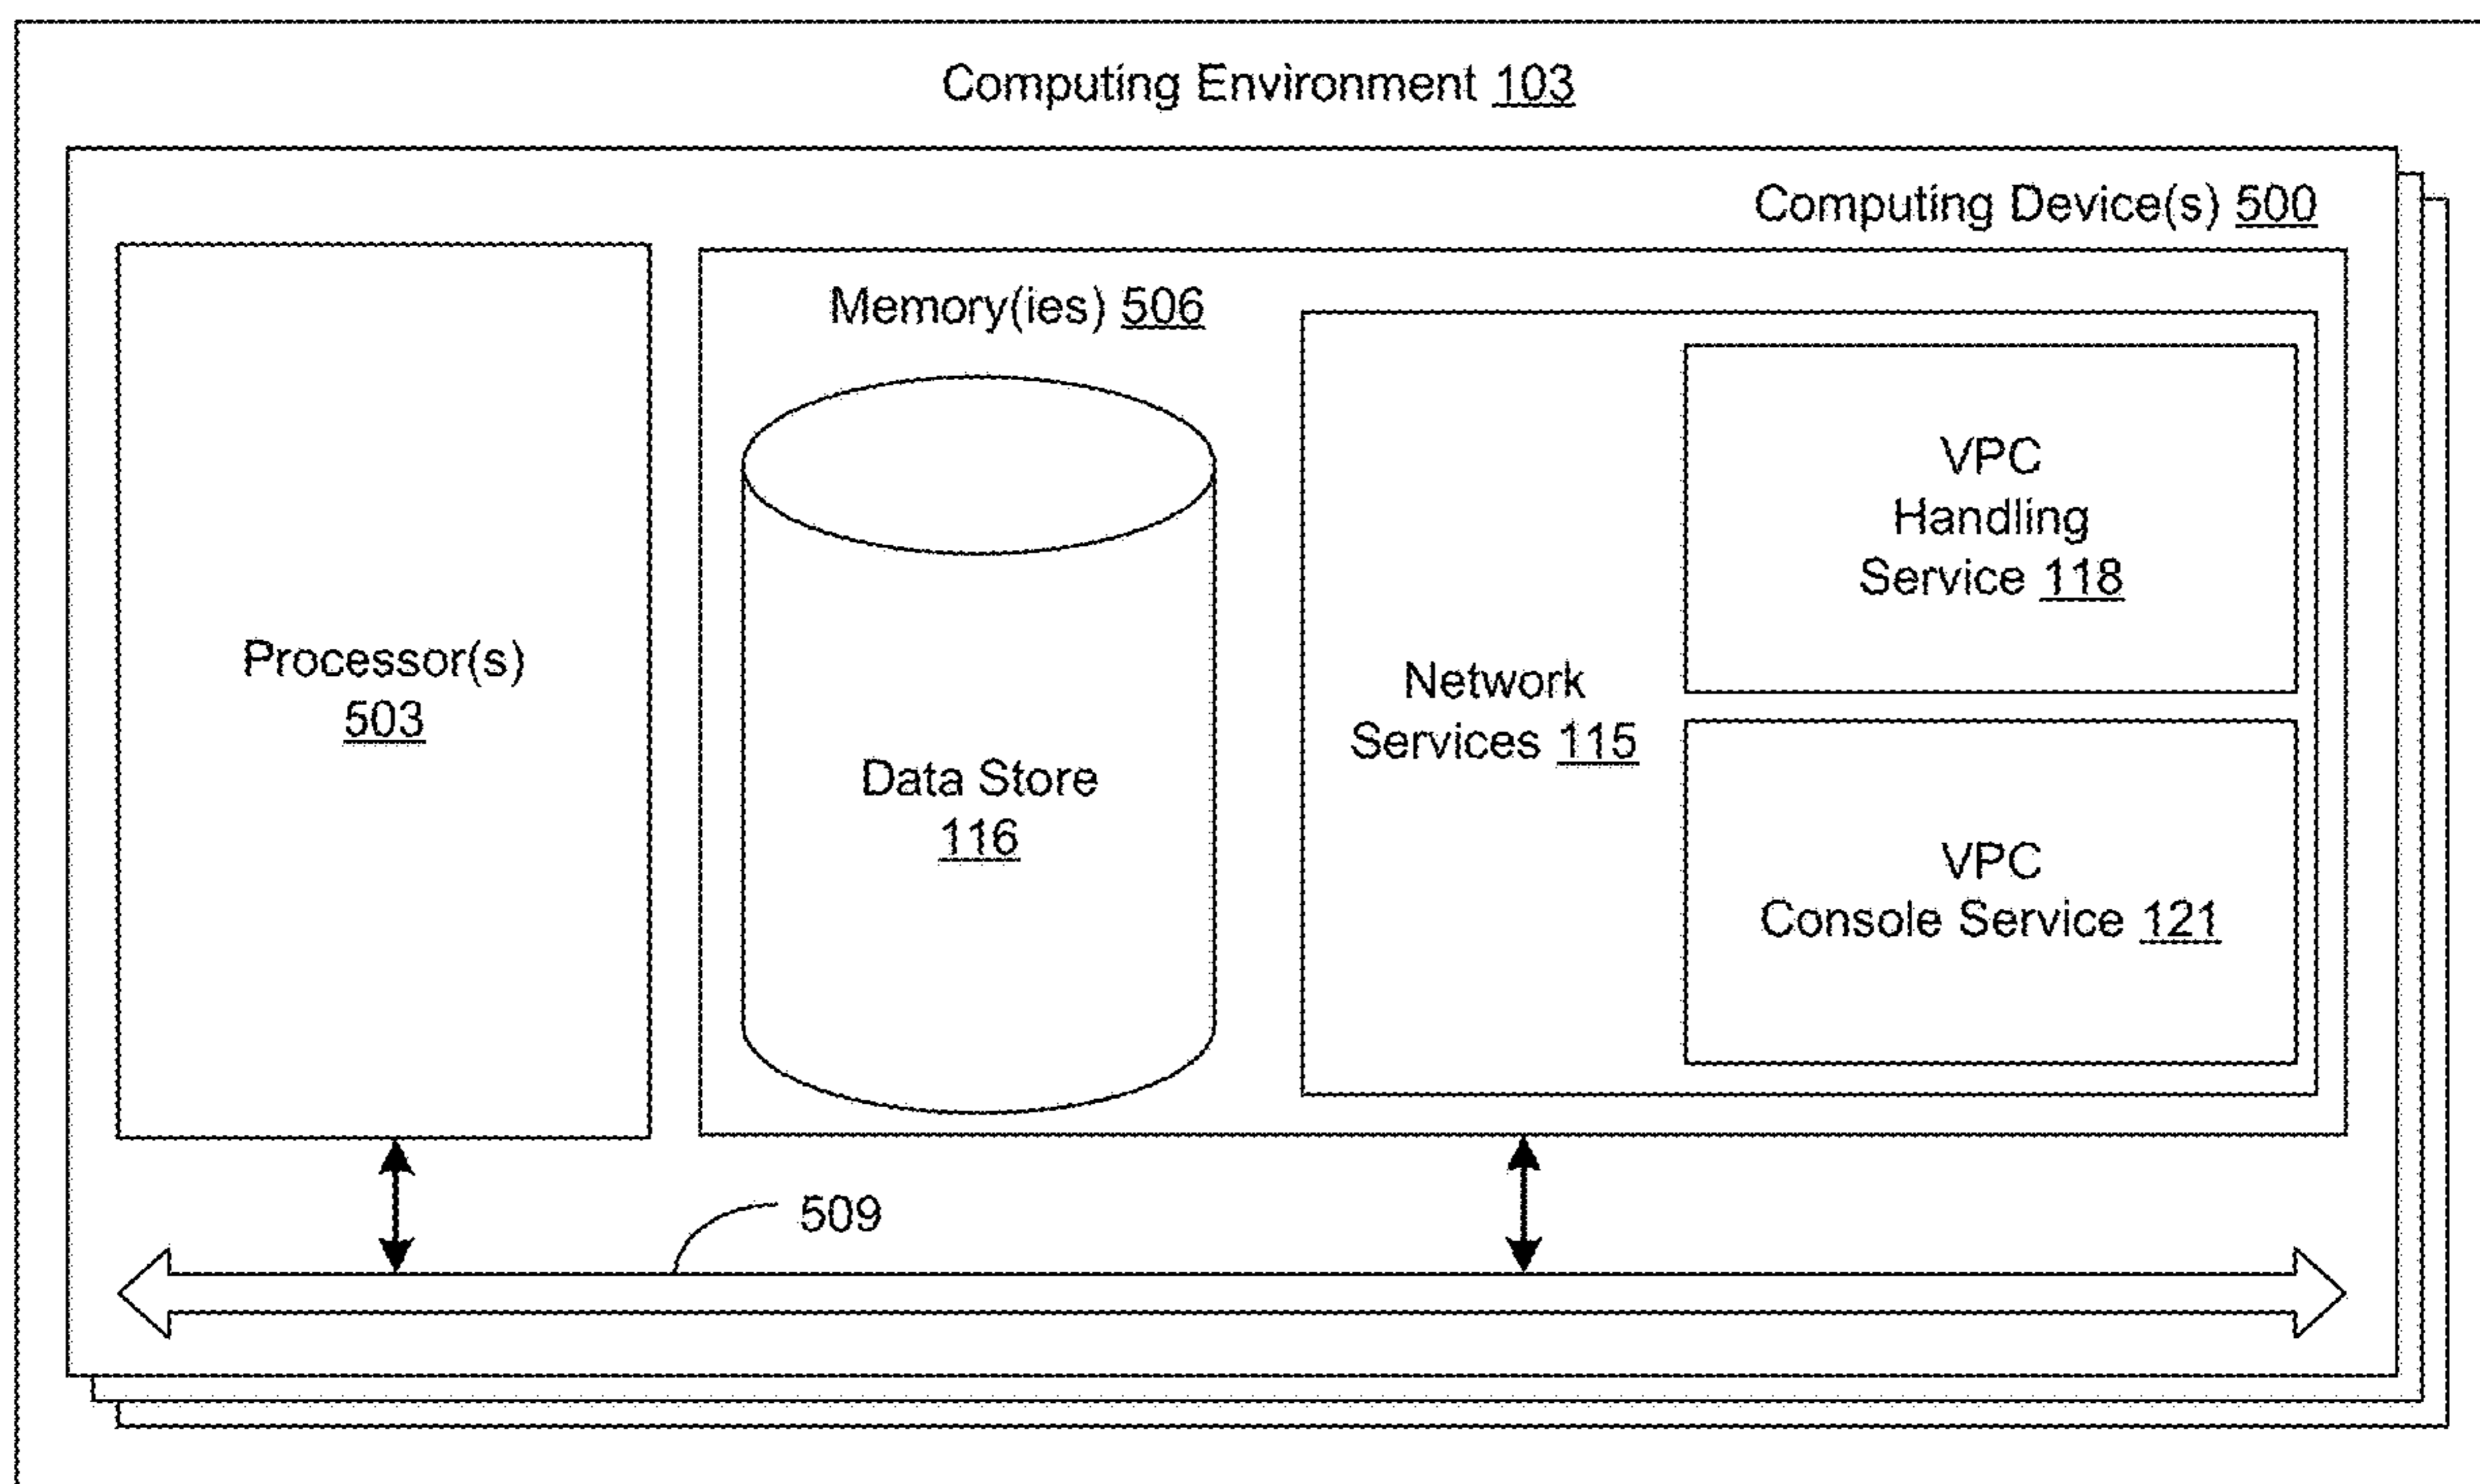 Computing Environment 103
Computing Device(s) 500
Processor(s)
503
Memory(ies) 506
Data Store
116
Network
Services 115
VPC
Handling
Service 118
VPC
Console Service 121
509